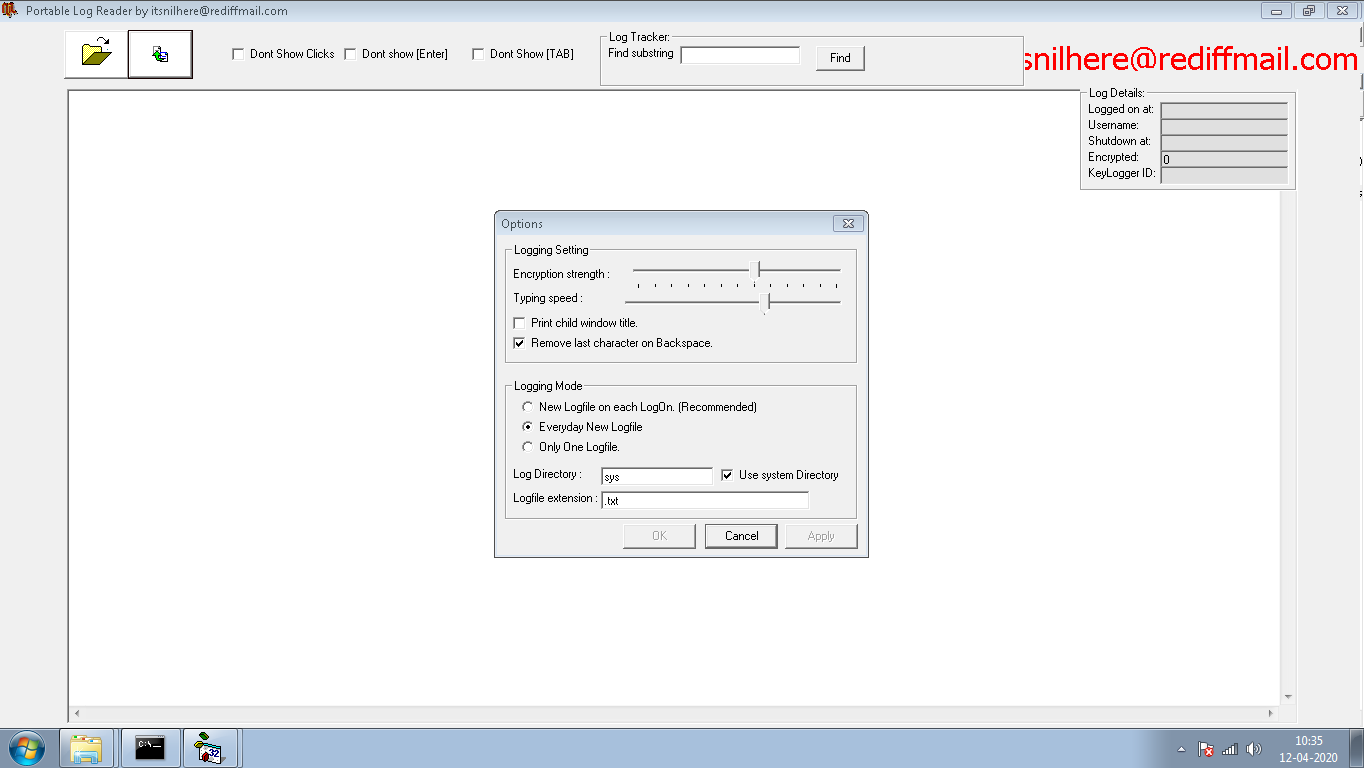 Portable Log Reader by itsnilhere@rediffmail.com
Dont Show Clicks
Dont show [Enter]
Dont Show [TAB]
Log Tracker:
Find substring
Find
snilhere@rediffmail.com
Log Details:
Logged on at:
Username:
Shutdown at:
Encrypted: 0
KeyLogger ID:
Options
Logging Setting
Encryption strength :
Typing speed :
Print child window title.
Remove last character on Backspace.
Logging Mode
New Logfile on each LogOn. (Recommended)
Everyday New Logfile
Only One Logfile.
Log Directory : sys Use system Directory
Logfile extension : .txt
OK Cancel Apply
C:\_
32
10:35
12-04-2020